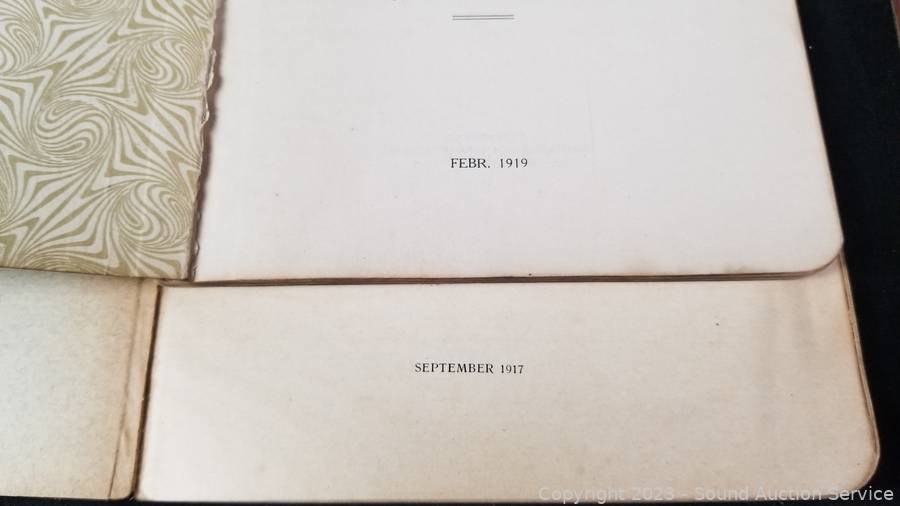 FEBR. 1919
SEPTEMBER 1917
Copyright 2023 - Sound Auction Service